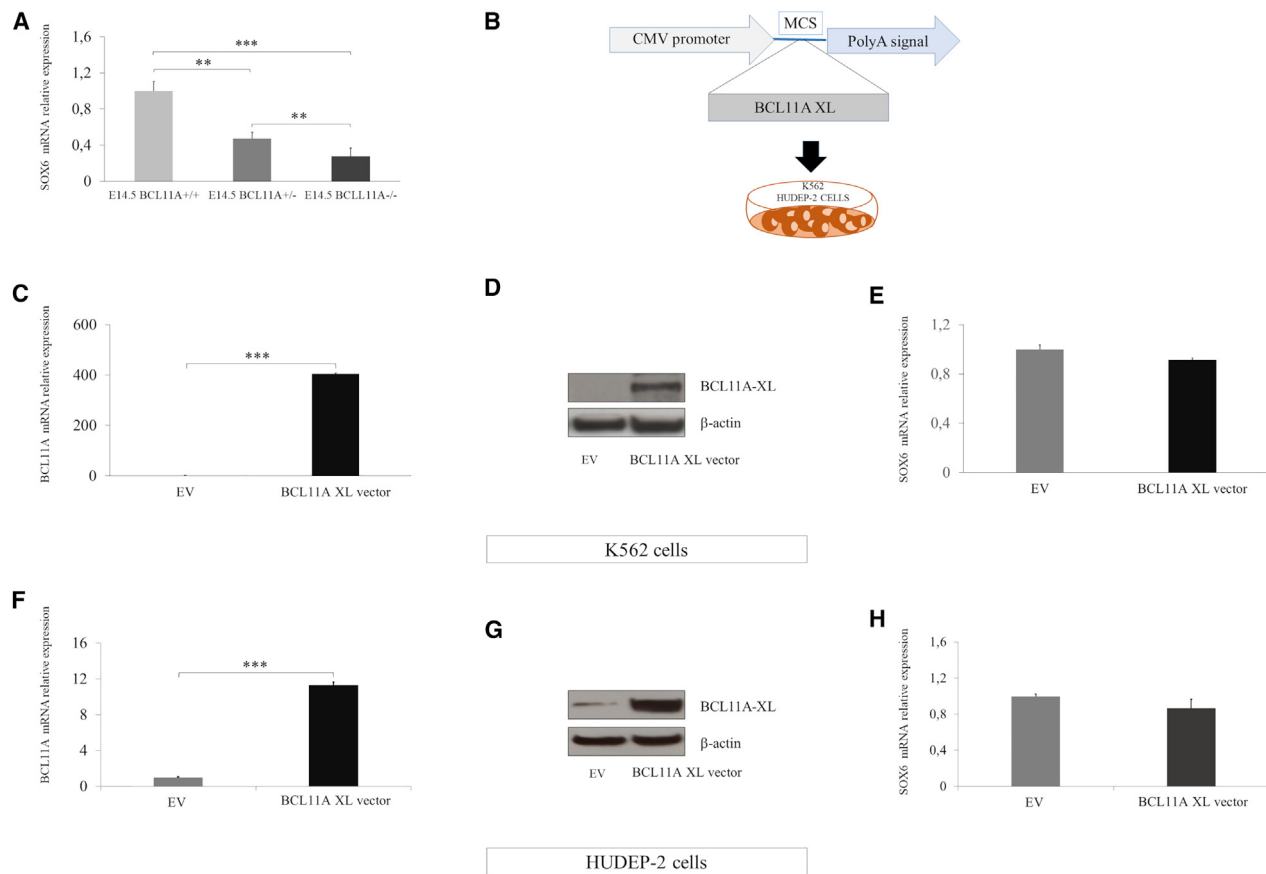 A
SOX6 mRNA relative expression
1,6
1,2
0,8
0,4
0
***
**
**
E14.5 BCL11A+/+
E14.5 BCL11A+/-
E14.5 BCLL11A-/-
B
CMV promoter
MCS
PolyA signal
BCL11A XL
K562
HUDEP-2 CELLS
C
BCL11A mRNA relative expression
600
400
200
0
***
EV
BCL11A XL vector
D
BCL11A-XL
β-actin
EV
BCL11A XL vector
E
SOX6 mRNA relative expression
1,2
0,8
0,4
0
EV
BCL11A XL vector
K562 cells
F
BCL11A mRNA relative expression
16
12
8
4
0
***
EV
BCL11A XL vector
G
BCL11A-XL
β-actin
EV
BCL11A XL vector
H
SOX6 mRNA relative expression
1,6
1,2
0,8
0,4
0
EV
BCL11A XL vector
HUDEP-2 cells